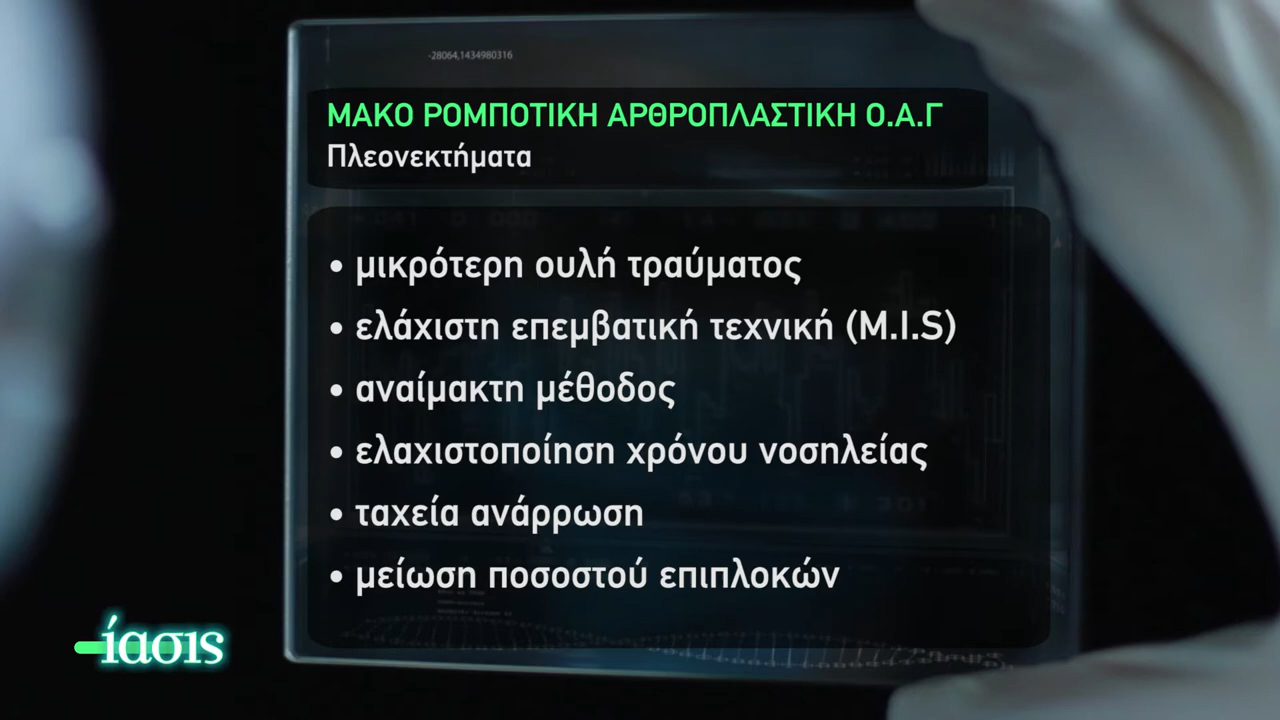 -28064,1434980316
ΜΑΚΟ ΡΟΜΠΟΤΙΚΗ ΑΡΘΡΟΠΛΑΣΤΙΚΗ Ο.Α.Γ
Πλεονεκτήματα
• μικρότερη ουλή τραύματος
• ελάχιστη επεμβατική τεχνική (M.I.S)
• αναίμακτη μέθοδος
• ελαχιστοποίηση χρόνου νοσηλείας
• ταχεία ανάρρωση
• μείωση ποσοστού επιπλοκών
ίασις